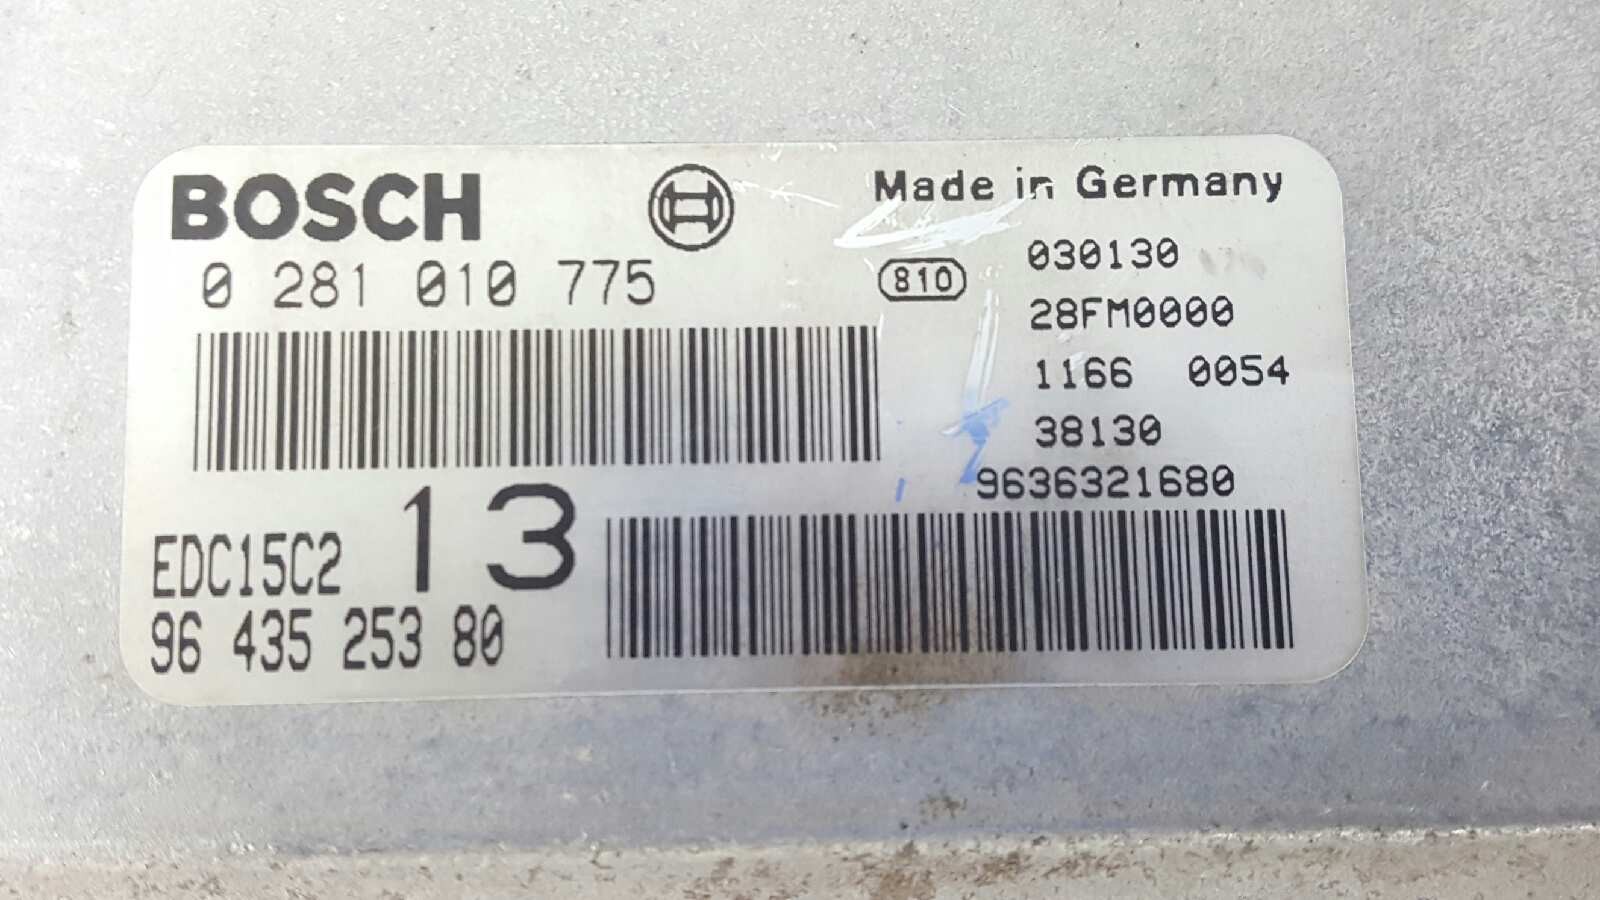 BOSCH
Made in Germany
0 281 010 775
810
030130
28FM0000
1166 0054
38130
9636321680
EDC15C2 13
96 435 253 80